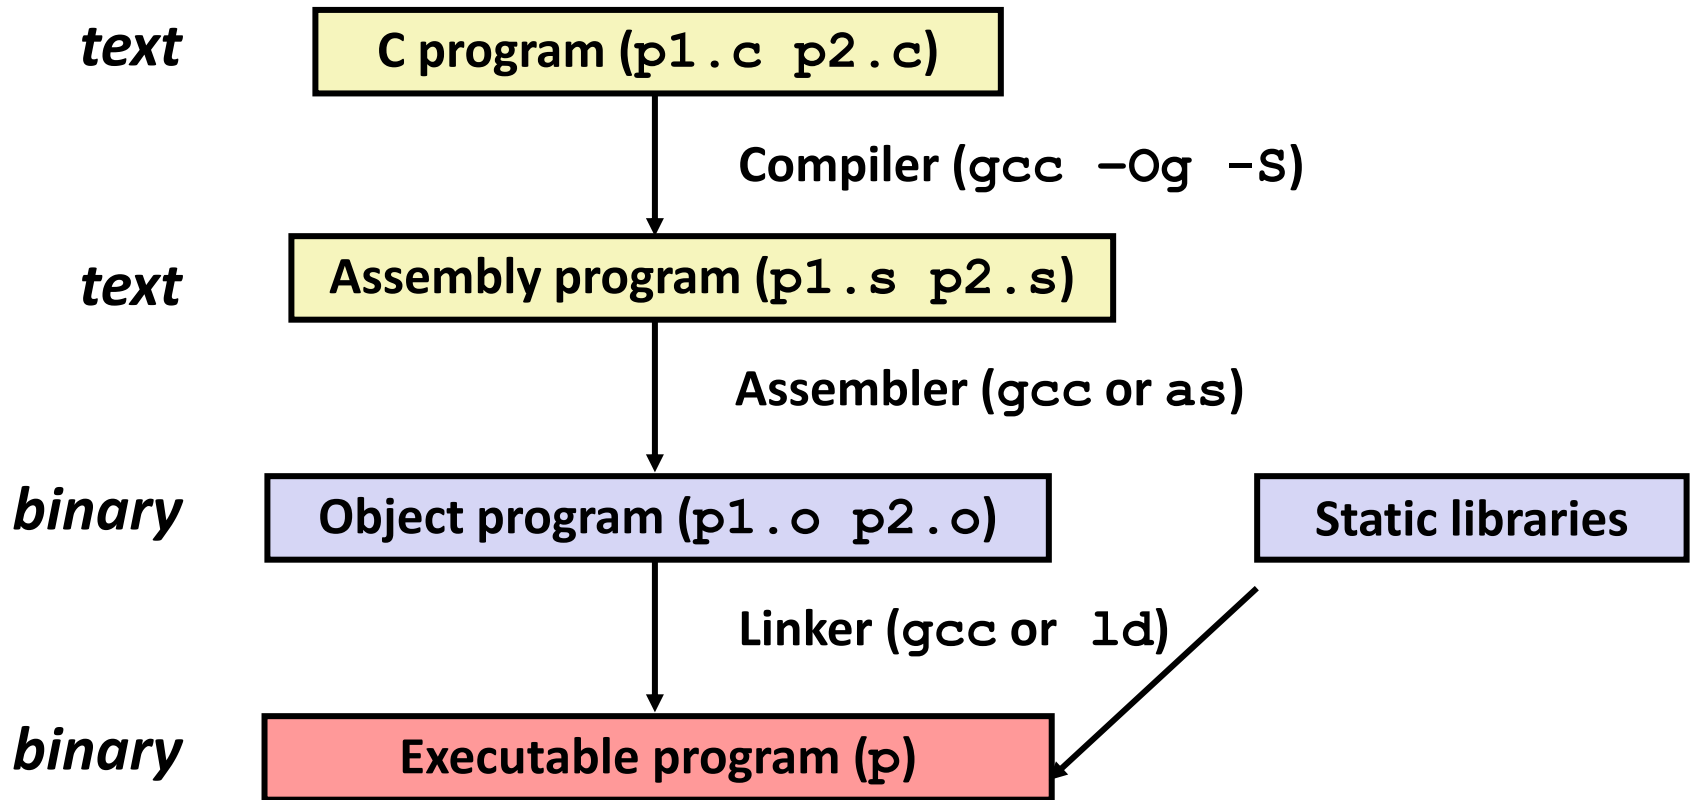 text
C program (p1.c p2.c)
Compiler (gcc –Og -S)
text
Assembly program (p1.s p2.s)
Assembler (gcc or as)
binary
Object program (p1.o p2.o)
Static libraries
Linker (gcc or ld)
binary
Executable program (p)